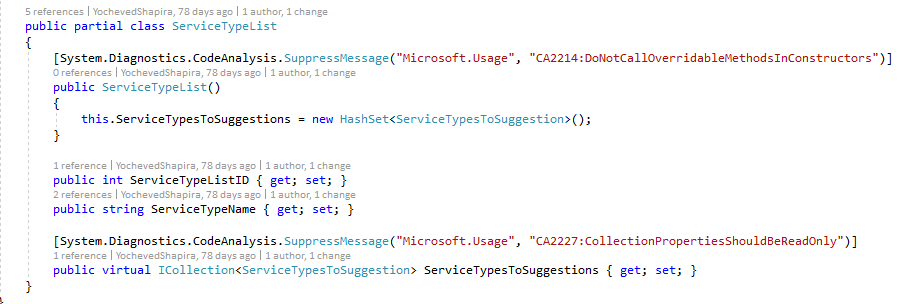 5 references | YochevedShapira, 78 days ago | 1 author, 1 change
public partial class ServiceTypeList
{
[System.Diagnostics.CodeAnalysis.SuppressMessage("Microsoft.Usage", "CA2214:DoNotCallOverridableMethodsInConstructors")]
0 references | YochevedShapira, 78 days ago | 1 author, 1 change
public ServiceTypeList()
{
this.ServiceTypesToSuggestions = new HashSet<ServiceTypesToSuggestion>();
}
1 reference | YochevedShapira, 78 days ago | 1 author, 1 change
public int ServiceTypeListID { get; set; }
2 references | YochevedShapira, 78 days ago | 1 author, 1 change
public string ServiceTypeName { get; set; }
[System.Diagnostics.CodeAnalysis.SuppressMessage("Microsoft.Usage", "CA2227:CollectionPropertiesShouldBeReadOnly")]
1 reference | YochevedShapira, 78 days ago | 1 author, 1 change
public virtual ICollection<ServiceTypesToSuggestion> ServiceTypesToSuggestions { get; set; }
}